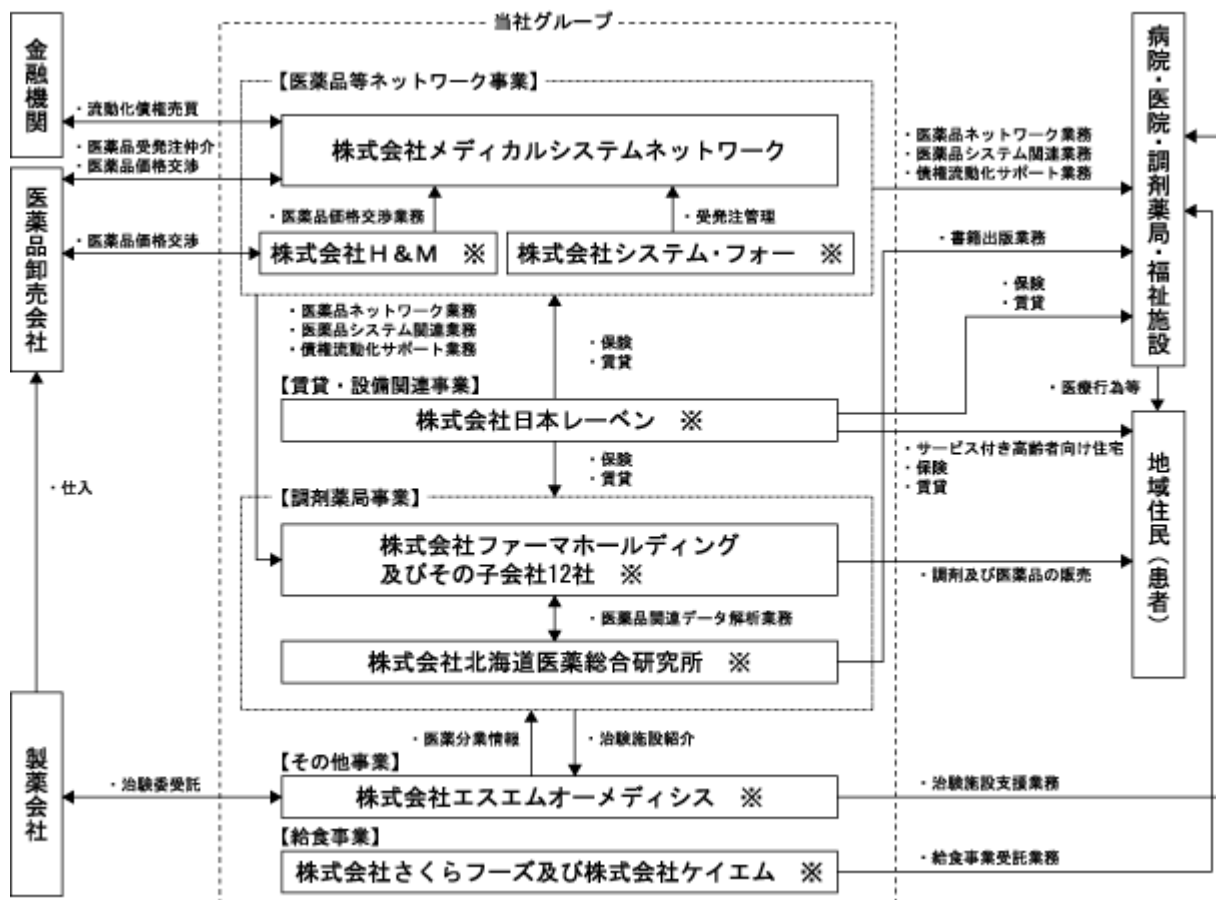 当社グループ
金融機関
医薬品卸売会社
製薬会社
・流動化債権売買
・医薬品受発注仲介
・医薬品価格交渉
・医薬品価格交渉
・仕入
・治験委受託
【医薬品等ネットワーク事業】
株式会社メディカルシステムネットワーク
・医薬品価格交渉業務
・受発注管理
株式会社H&M ※
株式会社システム・フォー ※
・医薬品ネットワーク業務
・医薬品システム関連業務
・債権流動化サポート業務
・保険
・賃貸
【賃貸・設備関連事業】
株式会社日本レーベン ※
・保険
・賃貸
【調剤薬局事業】
株式会社ファーマホールディング
及びその子会社12社 ※
・医薬品関連データ解析業務
株式会社北海道医薬総合研究所 ※
・医薬分業情報
・治験施設紹介
【その他事業】
株式会社エスエムオーメディシス ※
【給食事業】
株式会社さくらフーズ及び株式会社ケイエム ※
・医薬品ネットワーク業務
・医薬品システム関連業務
・債権流動化サポート業務
・書籍出版業務
・保険
・賃貸
・医療行為等
・サービス付き高齢者向け住宅
・保険
・賃貸
・調剤及び医薬品の販売
・治験施設支援業務
・給食事業受託業務
病院・医院・調剤薬局・福祉施設
地域住民(患者)